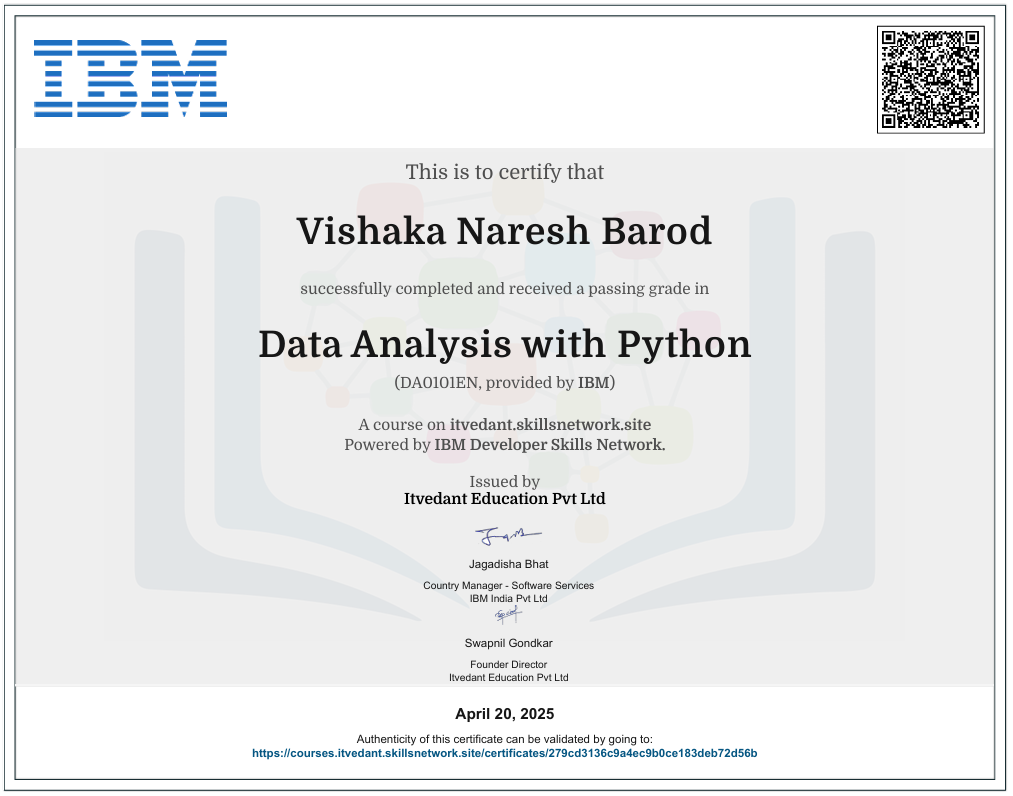 IBM
This is to certify that
Vishaka Naresh Barod
successfully completed and received a passing grade in
Data Analysis with Python
(DA0101EN, provided by IBM)
A course on itvedant.skillsnetwork.site
Powered by IBM Developer Skills Network.
Issued by
Itvedant Education Pvt Ltd
Jagadisha Bhat
Country Manager - Software Services
IBM India Pvt Ltd
Swapnil Gondkar
Founder Director
Itvedant Education Pvt Ltd
April 20, 2025
Authenticity of this certificate can be validated by going to:
https://courses.itvedant.skillsnetwork.site/certificates/279cd3136c9a4ec9b0ce183deb72d56b